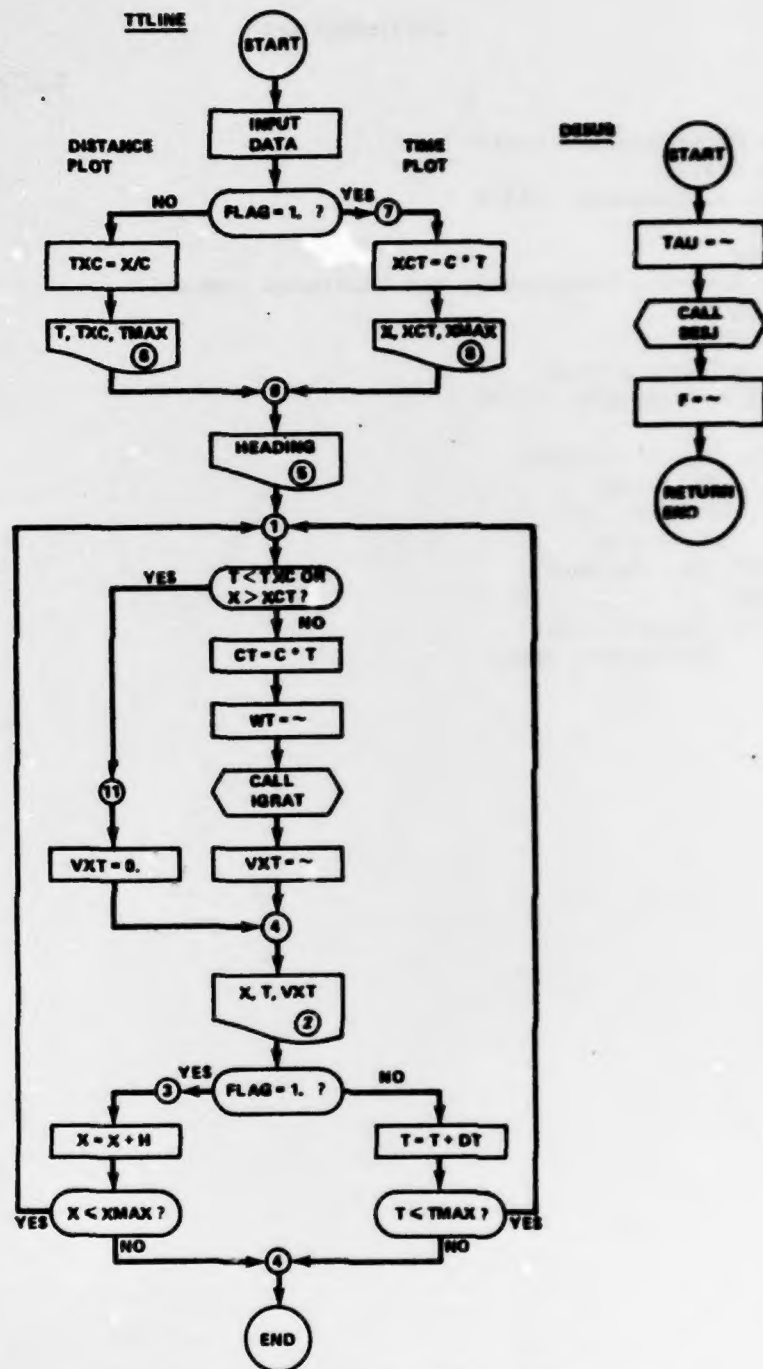 TTLINE
START
INPUT
DATA
DISTANCE
PLOT
TIME
PLOT
NO
FLAG = 1. ?
YES
7
TXC = X/C
XCT = C * T
T, TXC, TMAX
6
X, XCT, XMAX
HEADING
5
1
YES
T < TXC OR
X > XCT ?
NO
CT = C * T
WT = ~
CALL
IGRAT
11
VXT = 0.
VXT = ~
4
X, T, VXT
2
3
YES
FLAG = 1. ?
NO
X = X + H
T = T + DT
YES
X < XMAX ?
T < TMAX ?
YES
NO
4
NO
END
START
TAU = ~
CALL
BESJ
F = ~
RETURN
END